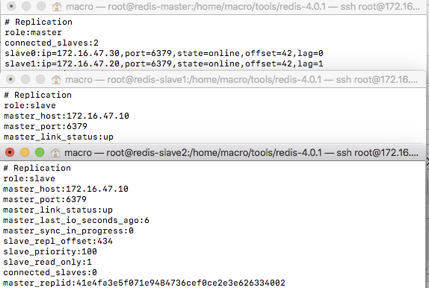 macro — root@redis-master:/home/macro/tools/redis-4.0.1 — ssh root@172.16....
# Replication
role:master
connected_slaves:2
slave0:ip=172.16.47.30,port=6379,state=online,offset=42,lag=0
slave1:ip=172.16.47.20,port=6379,state=online,offset=42,lag=1
macro — root@redis-slave1:/home/macro/tools/redis-4.0.1 — ssh root@172.16....
# Replication
role:slave
master_host:172.16.47.10
master_port:6379
master_link_status:up
macro — root@redis-slave2:/home/macro/tools/redis-4.0.1 — ssh root@172.16....
# Replication
role:slave
master_host:172.16.47.10
master_port:6379
master_link_status:up
master_last_io_seconds_ago:6
master_sync_in_progress:0
slave_repl_offset:434
slave_priority:100
slave_read_only:1
connected_slaves:0
master_replid:41e4fa3e5f071e9484736cef0ce2e3e626334002